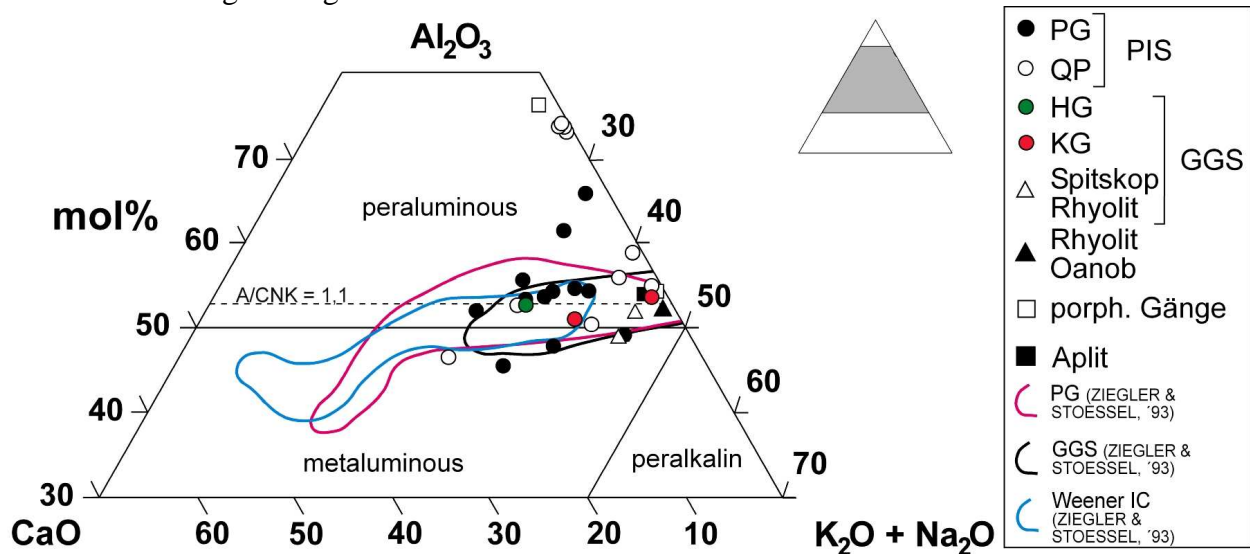 Al₂O₃
30
70
40
peraluminous
mol%
60
A/CNK = 1,1
50
50
60
40
metaluminous
peralkalin
70
30
CaO
60
50
40
30
20
10
K₂O + Na₂O
PG
QP
PIS
HG
KG
GGS
Spitskop
Rhyolit
Rhyolit
Oanob
porph. Gänge
Aplit
PG (ZIEGLER &
STOESSEL, ´93)
GGS (ZIEGLER &
STOESSEL, ´93)
Weener IC
(ZIEGLER &
STOESSEL, ´93)